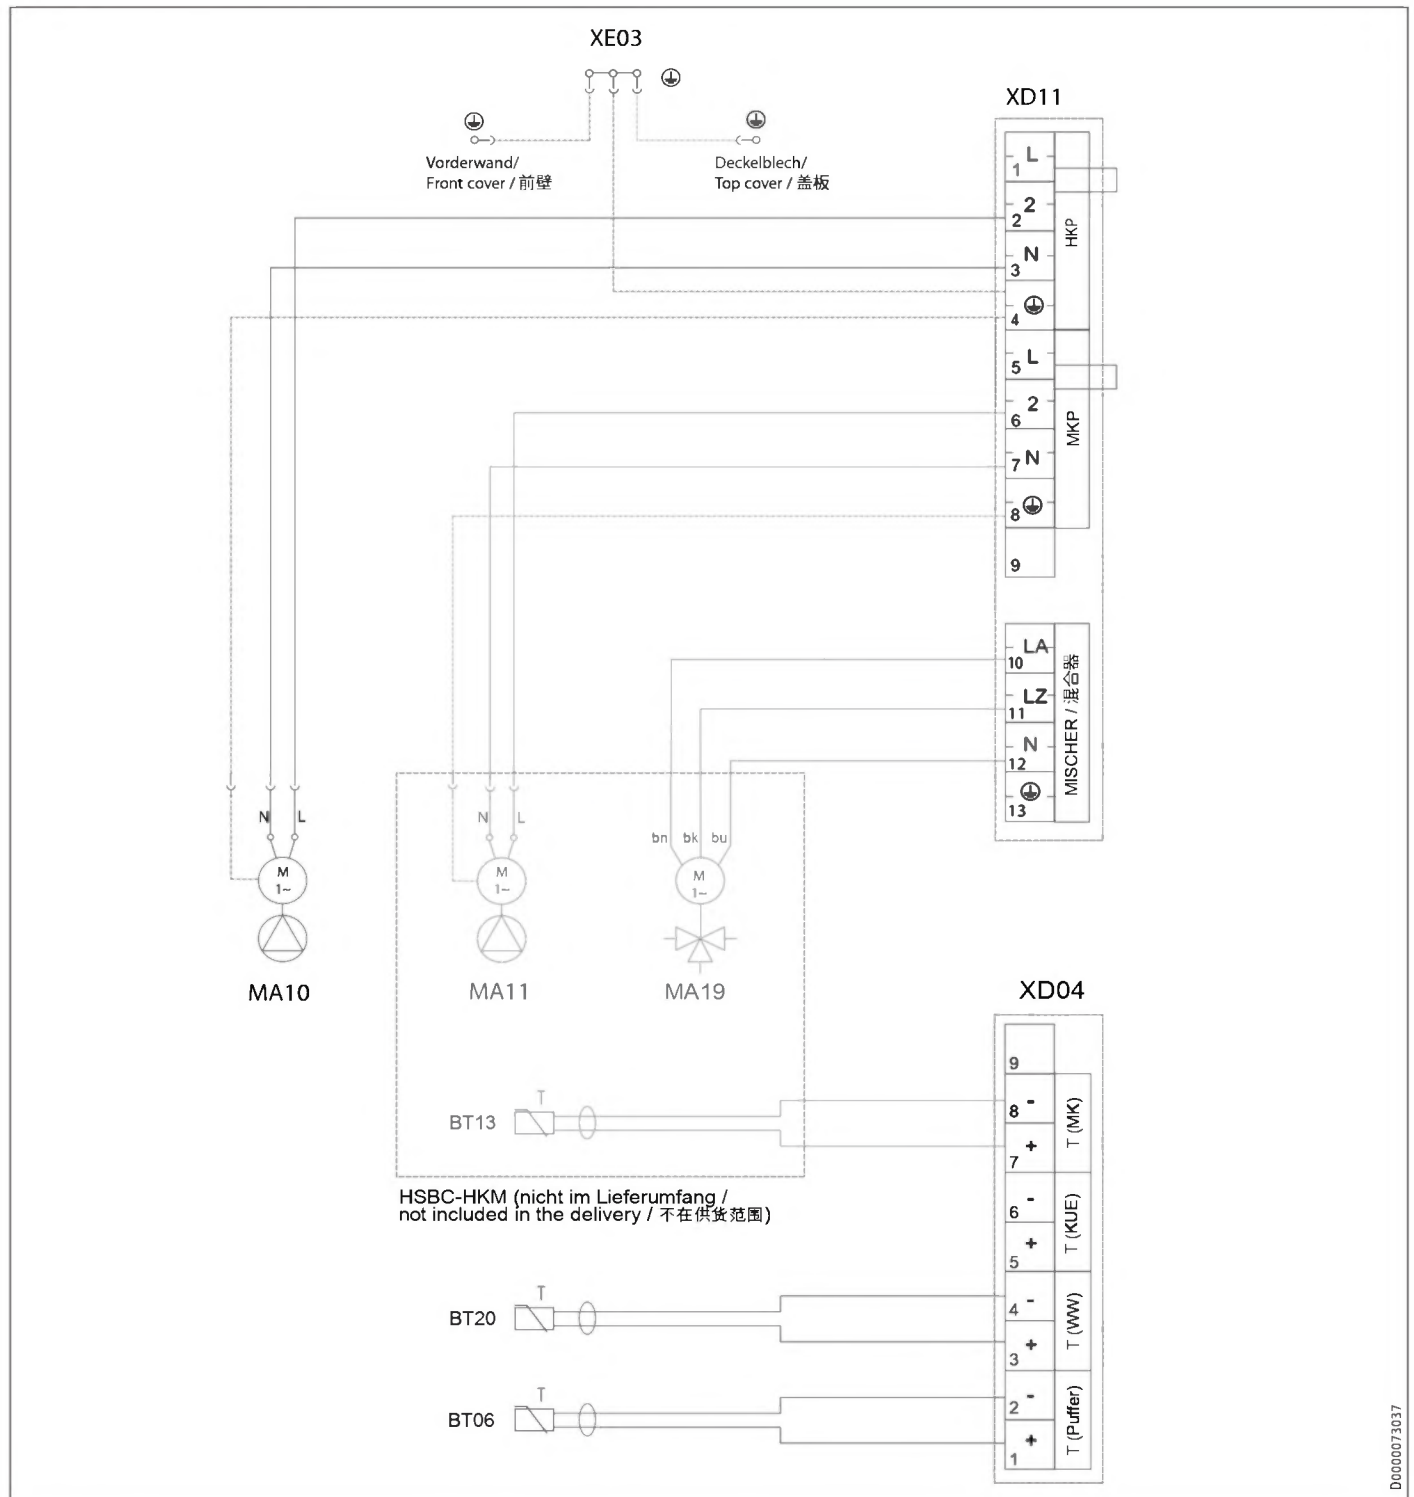 XE03
XD11
Vorderwand/
Front cover / 前壁
Deckelblech/
Top cover / 盖板
L
1
2
2
N
3
4
HKP
L
5
2
6
N
7
8
MKP
9
LA
10
LZ
11
N
12
13
MISCHER / 混合器
N
L
M
1~
MA10
N
L
M
1~
MA11
bn
bk
bu
M
1~
MA19
XD04
9
8
-
+
7
T (MK)
T
BT13
HSBC-HKM (nicht im Lieferumfang /
not included in the delivery / 不在供货范围)
6
-
+
5
T (KUE)
T
BT20
4
-
+
3
T (WW)
T
BT06
2
-
+
1
T (Puffer)
D0000073037